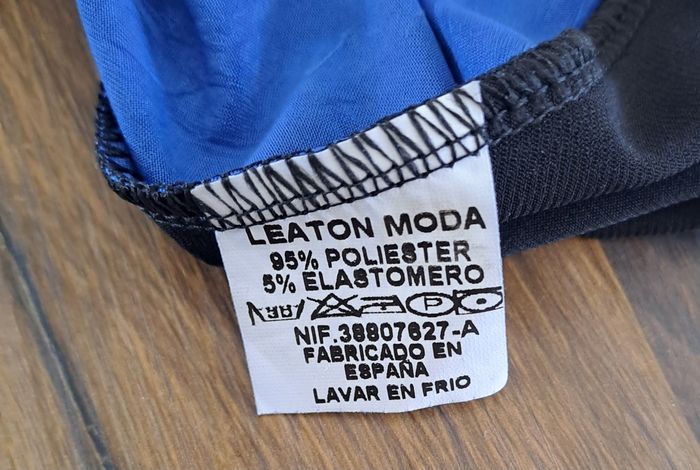 LEATON MODA
95% POLIESTER
5% ELASTOMERO
P
NIF.38807627-A
FABRICADO EN
ESPAÑA
LAVAR EN FRIO